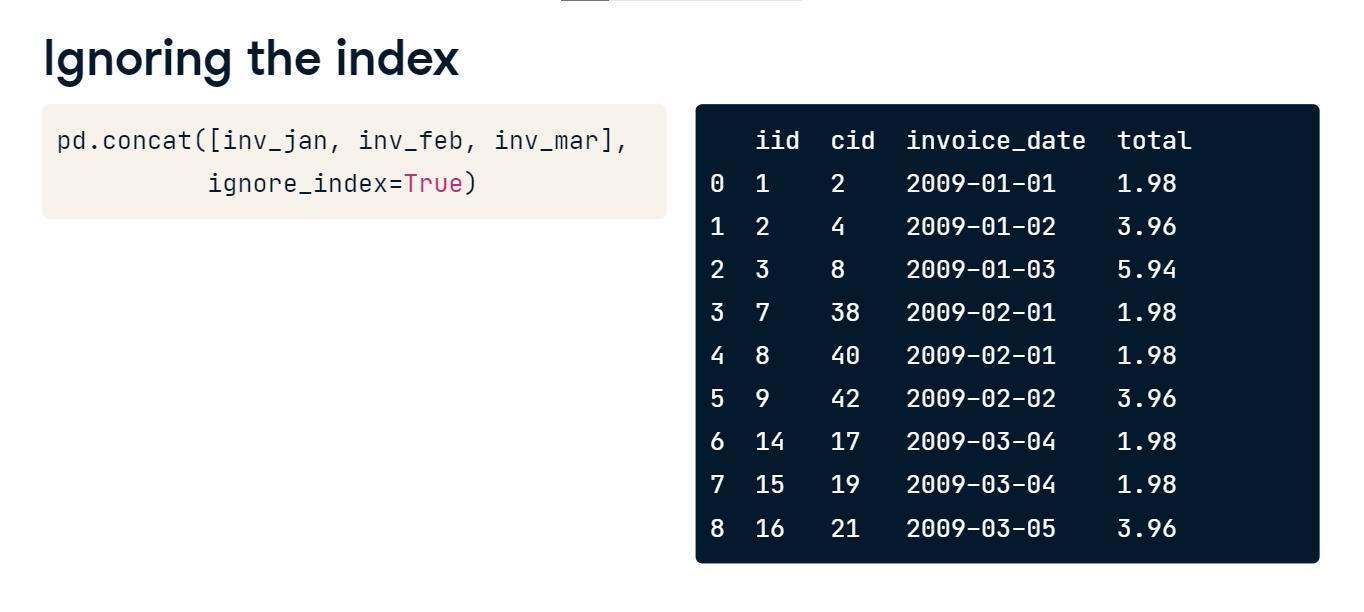 Ignoring the index
pd.concat([inv_jan, inv_feb, inv_mar],
ignore_index=True)
iid cid invoice_date total
0 1 2 2009-01-01 1.98
1 2 4 2009-01-02 3.96
2 3 8 2009-01-03 5.94
3 7 38 2009-02-01 1.98
4 8 40 2009-02-01 1.98
5 9 42 2009-02-02 3.96
6 14 17 2009-03-04 1.98
7 15 19 2009-03-04 1.98
8 16 21 2009-03-05 3.96